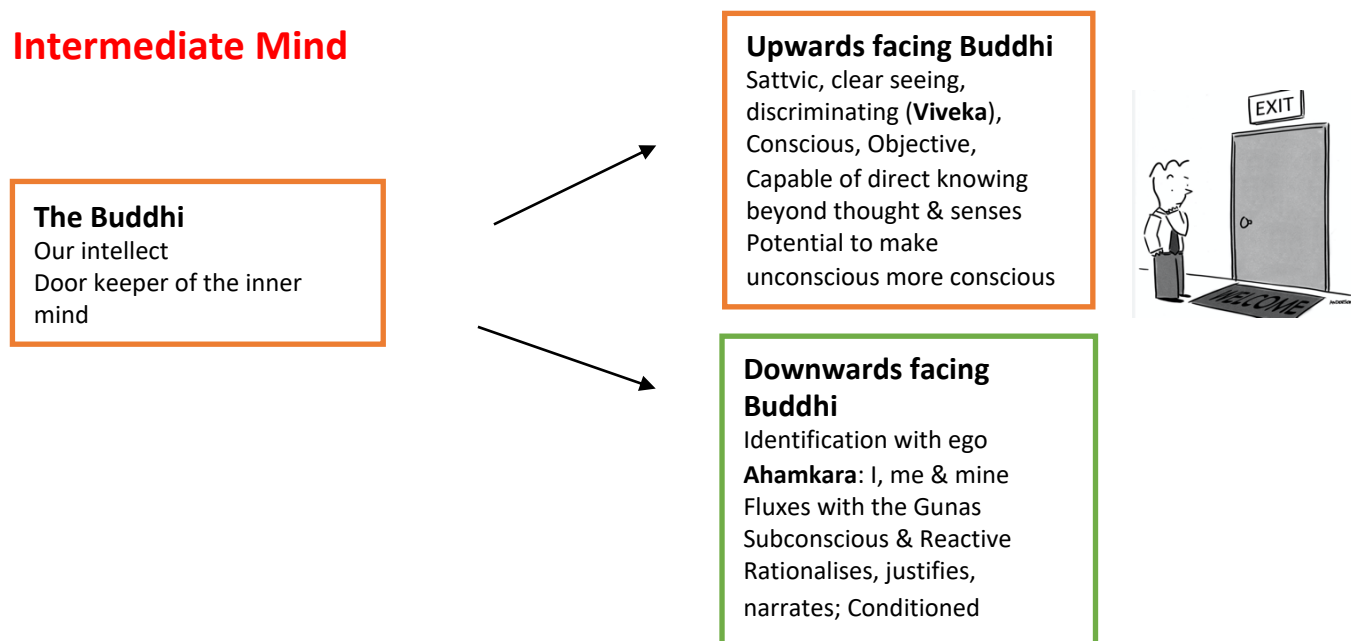 Intermediate Mind
The Buddhi
Our intellect
Door keeper of the inner
mind
Upwards facing Buddhi
Sattvic, clear seeing,
discriminating (Viveka),
Conscious, Objective,
Capable of direct knowing
beyond thought & senses
Potential to make
unconscious more conscious
EXIT
WELCOME
Downwards facing
Buddhi
Identification with ego
Ahamkara: I, me & mine
Fluxes with the Gunas
Subconscious & Reactive
Rationalises, justifies,
narrates; Conditioned